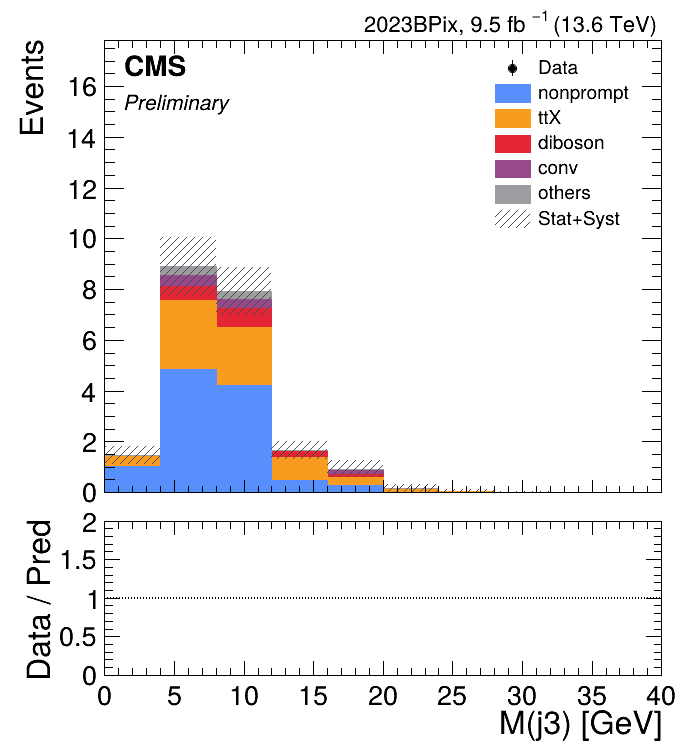 2023BPix, 9.5 fb⁻¹ (13.6 TeV)
CMS
Preliminary
Events
16
14
12
10
8
6
4
2
0
Data
nonprompt
ttX
diboson
conv
others
Stat+Syst
Data / Pred
2
1.5
1
0.5
0
0 5 10 15 20 25 30 35 40
M(j3) [GeV]